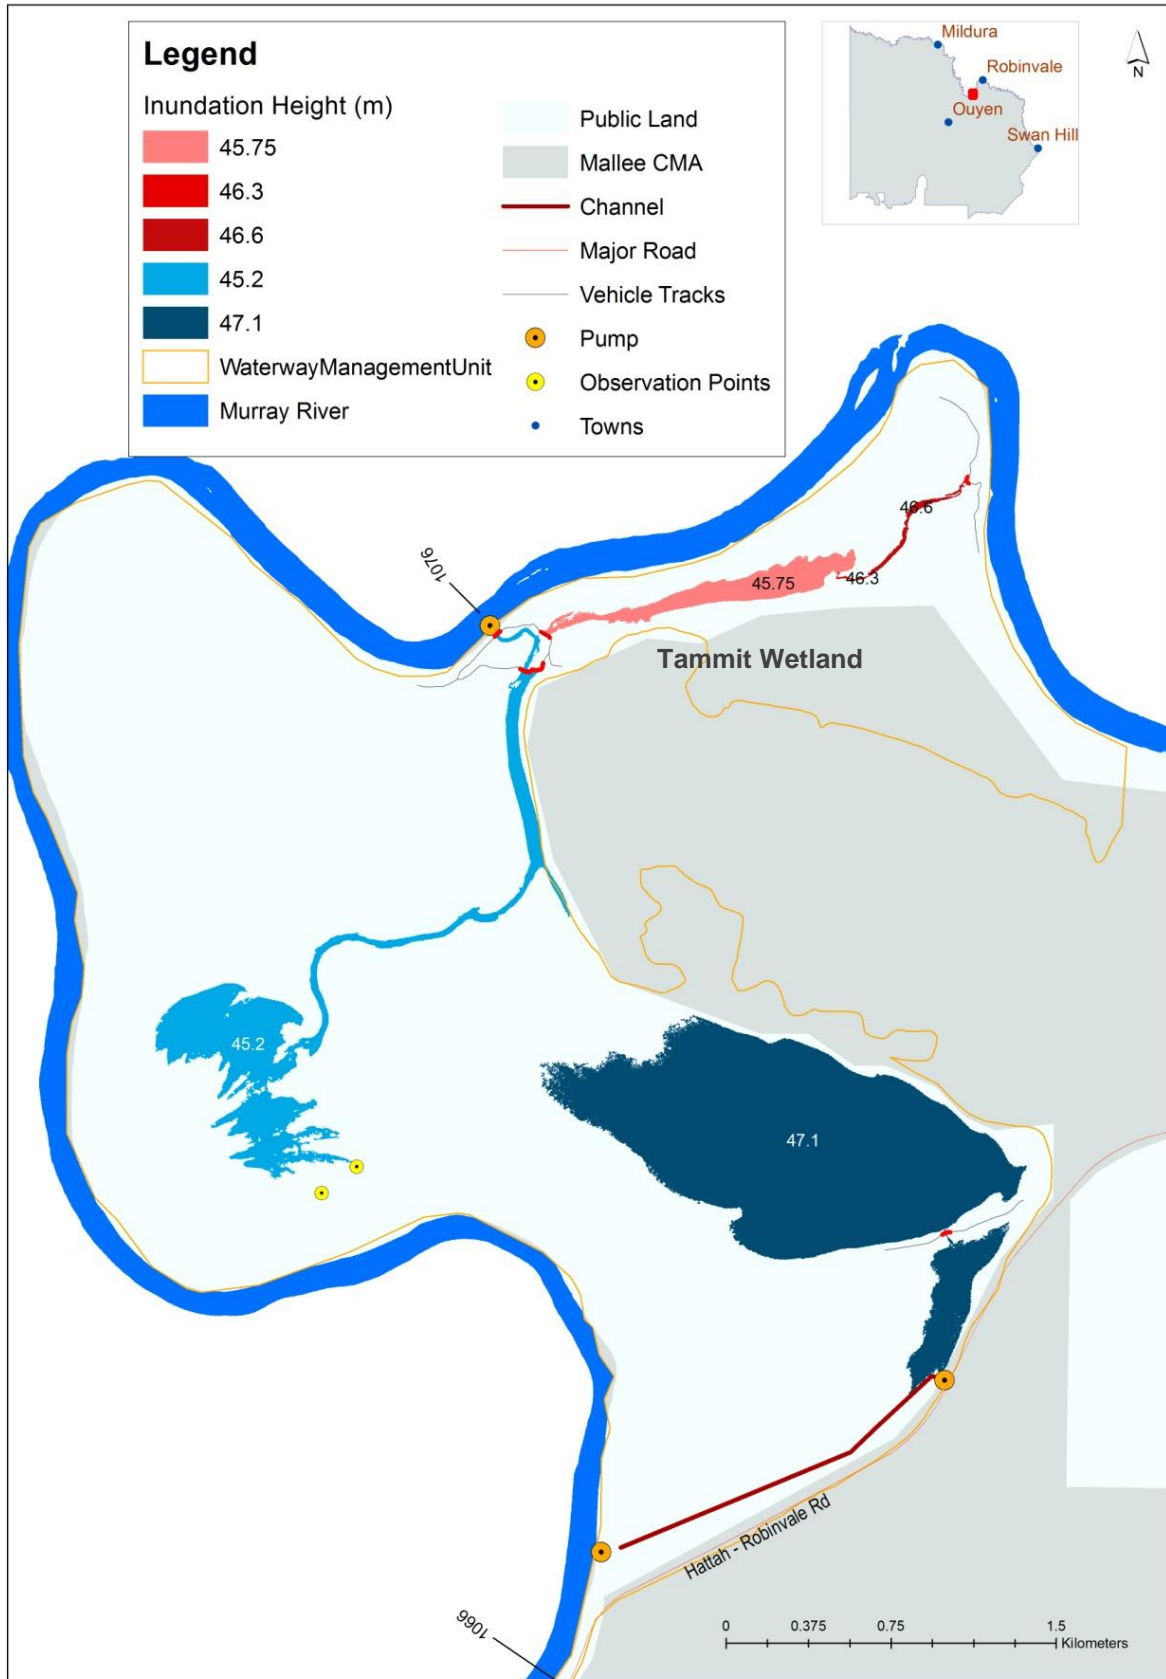 Legend
Inundation Height (m)
45.75
46.3
46.6
45.2
47.1
WaterwayManagementUnit
Murray River
Public Land
Mallee CMA
Channel
Major Road
Vehicle Tracks
Pump
Observation Points
Towns
Mildura
Robinvale
Ouyen
Swan Hill
N
46.6
46.3
45.75
1076
Tammit Wetland
45.2
47.1
Hattah - Robinvale Rd
1066
0 0.375 0.75 1.5
Kilometers